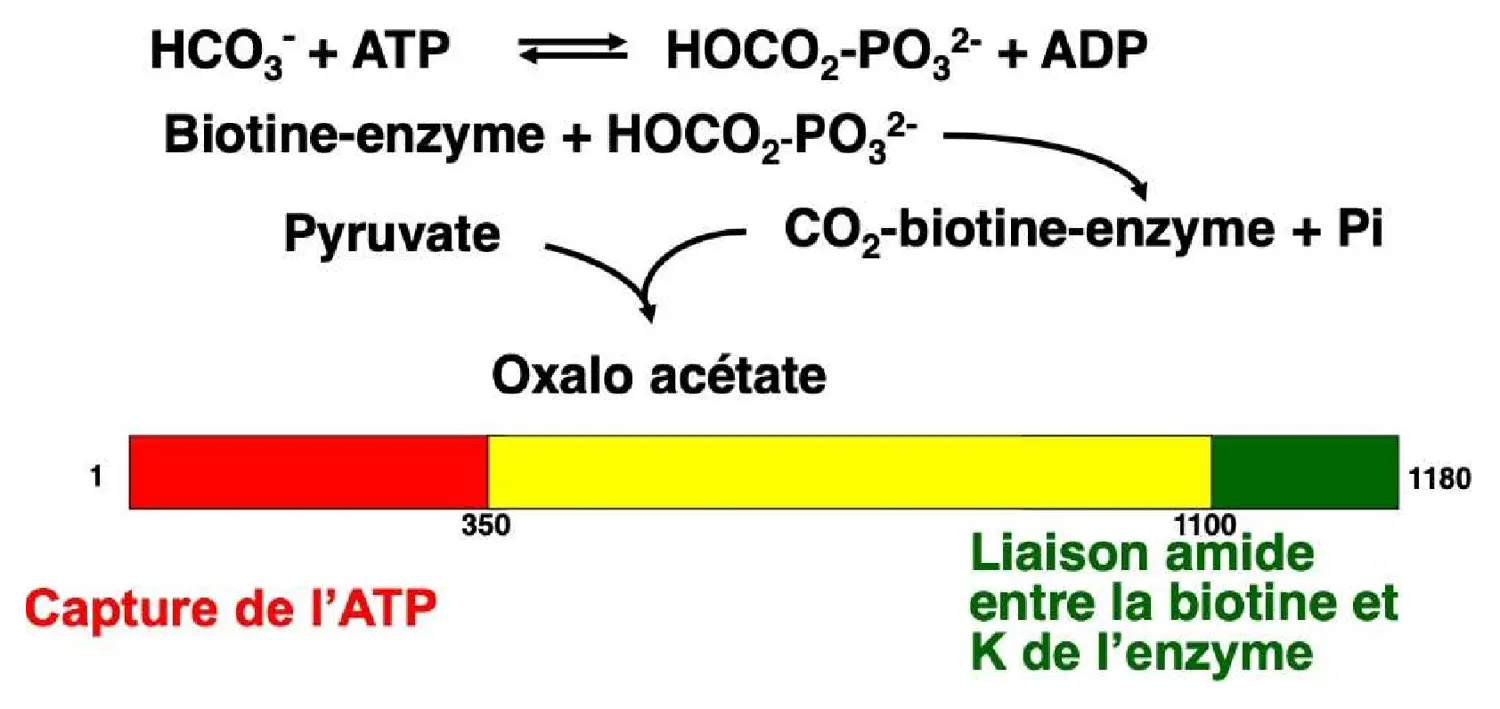 HCO₃⁻ + ATP ⇌ HOCO₂-PO₃²⁻ + ADP
Biotine-enzyme + HOCO₂-PO₃²⁻
Pyruvate CO₂-biotine-enzyme + Pi
Oxalo acétate
1 1180
350 1100
Liaison amide
Capture de l’ATP entre la biotine et
K de l’enzyme